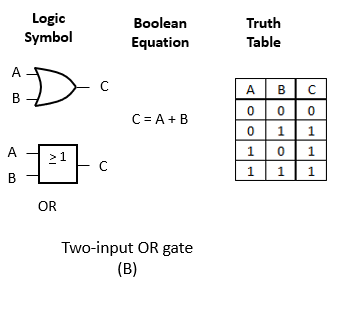 Logic Symbol
Boolean Equation
Truth Table
A
B
C
C = A + B
A B C
0 0 0
0 1 1
1 0 1
1 1 1
A
B
≥1
C
OR
Two-input OR gate
(B)